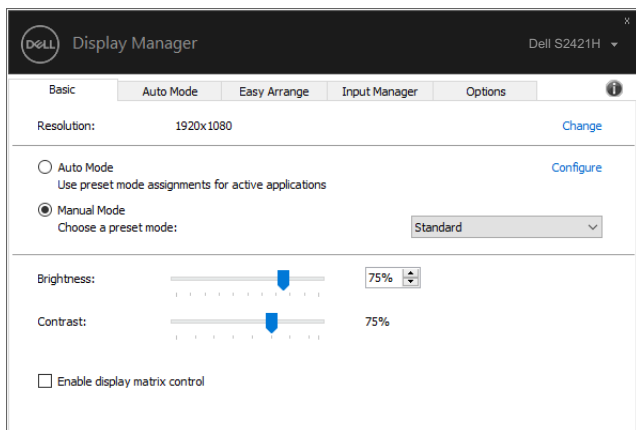 x
DELL Display Manager Dell S2421H
Basic Auto Mode Easy Arrange Input Manager Options i
Resolution: 1920x1080 Change
Auto Mode Configure
Use preset mode assignments for active applications
Manual Mode
Choose a preset mode: Standard
Brightness: 75%
Contrast: 75%
Enable display matrix control